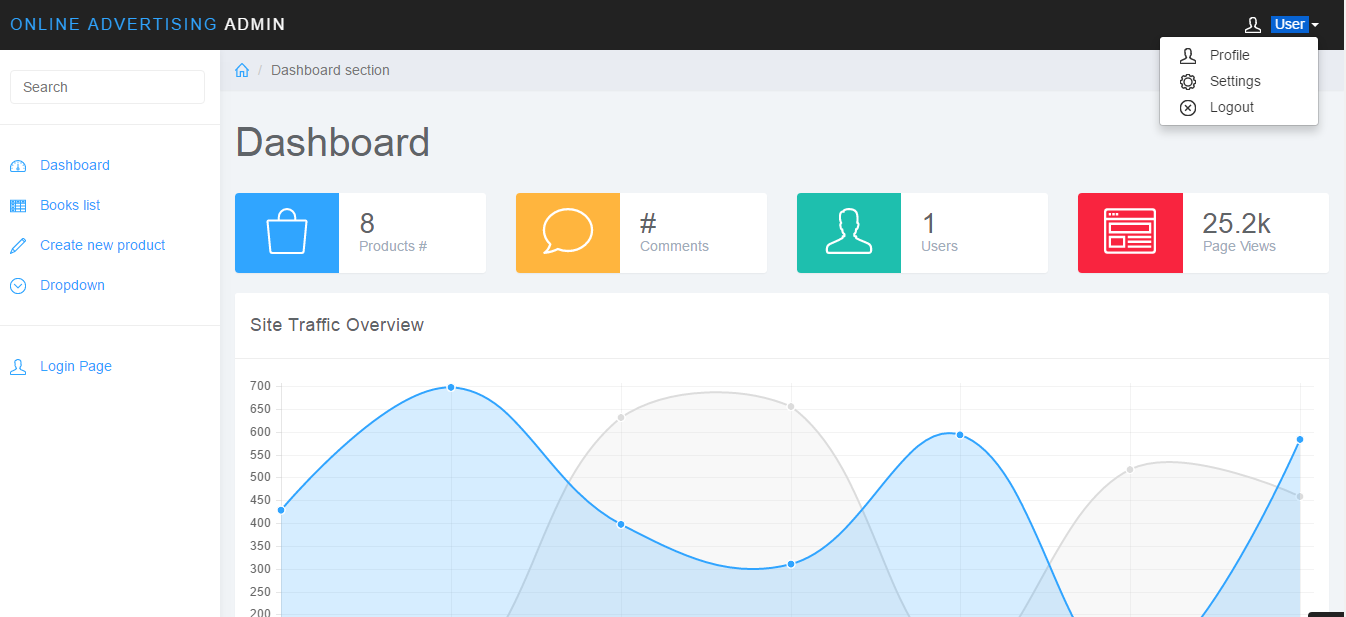 ONLINE ADVERTISING ADMIN
User
Profile
Settings
Logout
Search
Dashboard section
/
Dashboard
Books list
Create new product
Dropdown
Login Page
Dashboard
8
Products #
#
Comments
1
Users
25.2k
Page Views
Site Traffic Overview
700
650
600
550
500
450
400
350
300
250
200